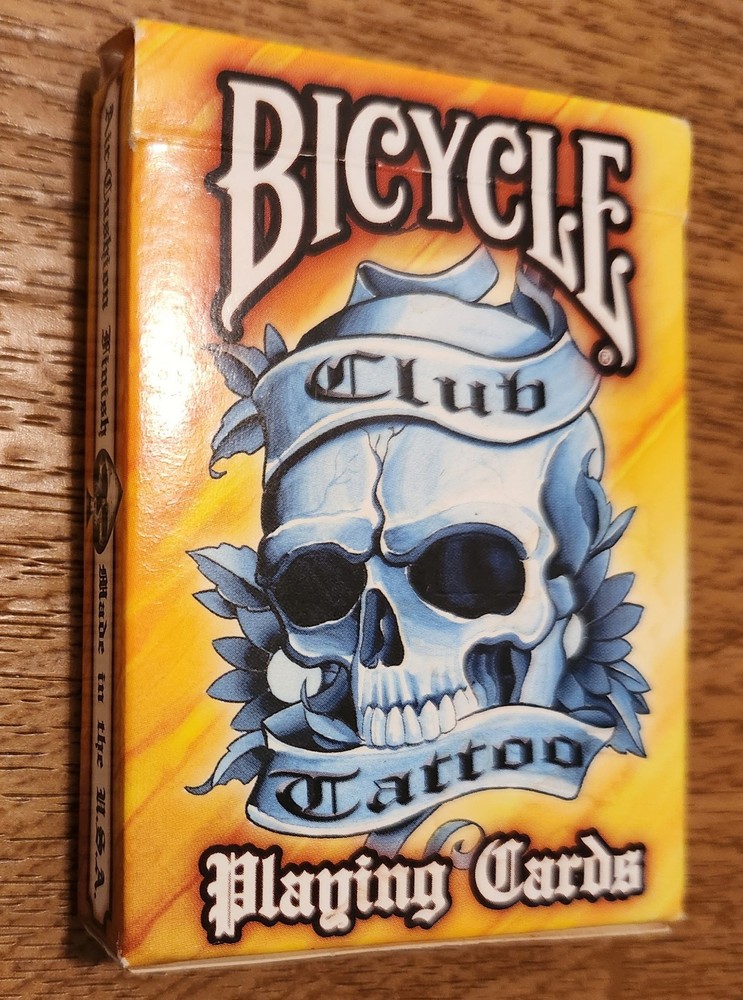 BICYCLE
®
Club
Tattoo
Playing Cards
Air-Cushion Finish
Made in the U.S.A.